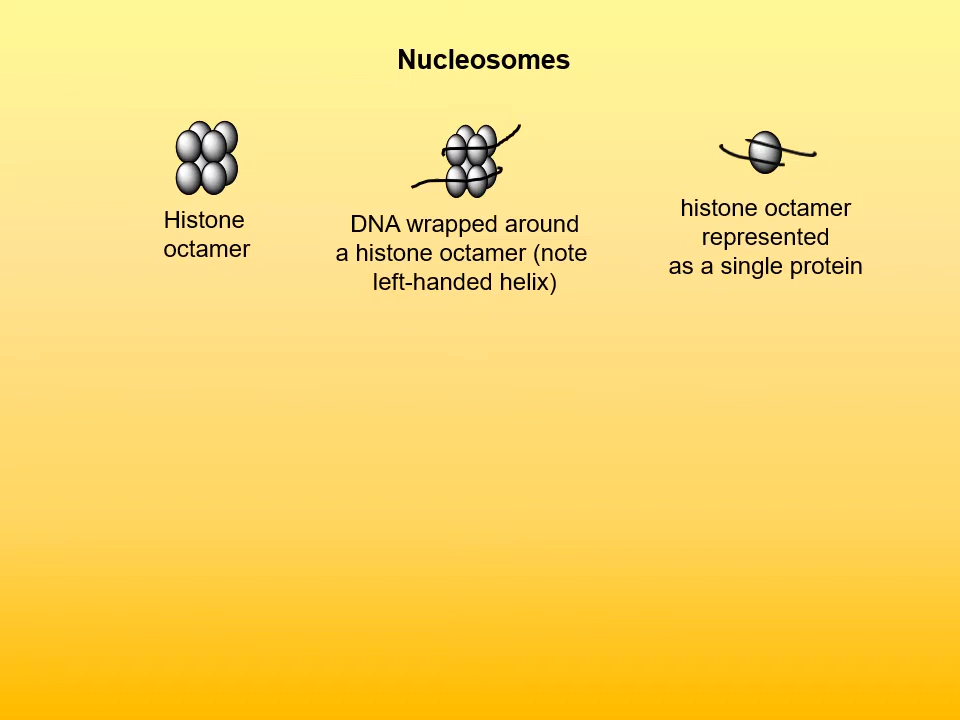 Nucleosomes
Histone
octamer
DNA wrapped around
a histone octamer (note
left-handed helix)
histone octamer
represented
as a single protein